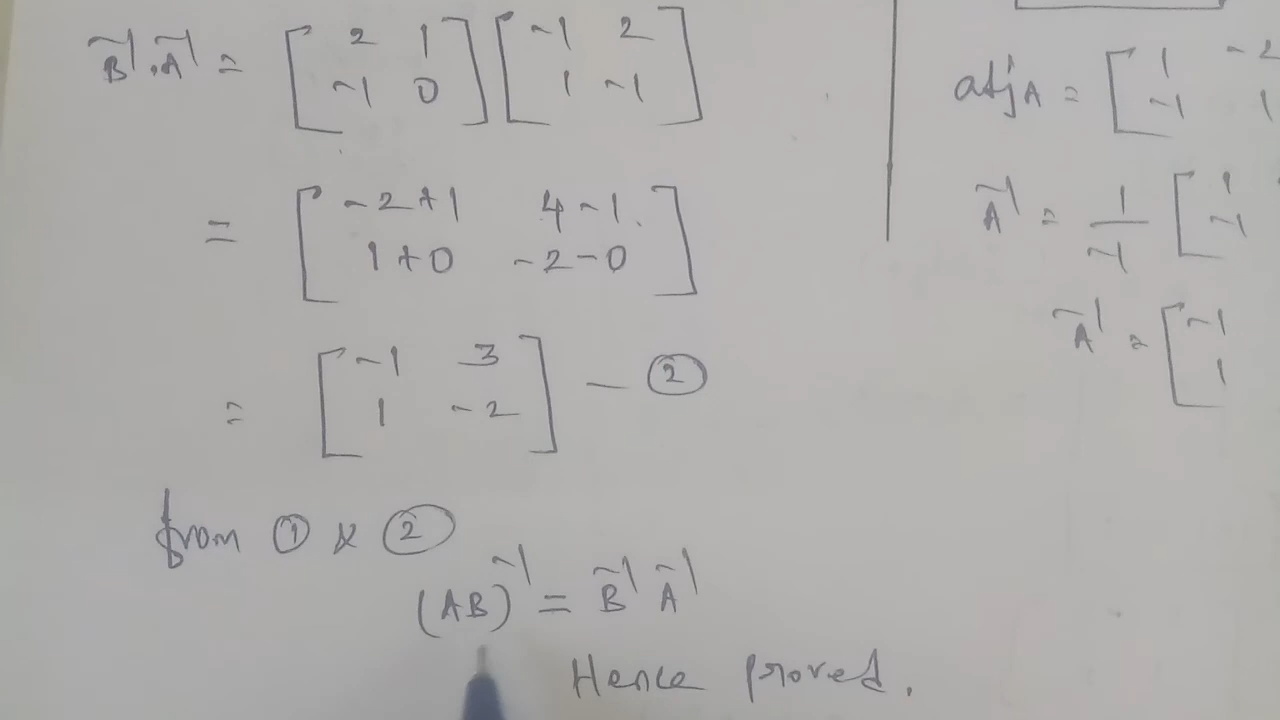 B⁻¹.A⁻¹ = [ 2 1 ] [ -1 2 ]
[ -1 0 ] [ 1 -1 ]
= [ -2+1 4-1. ]
[ 1+0 -2-0 ]
= [ -1 3 ] — ②
[ 1 -2 ]
from ① & ②
(AB)⁻¹ = B⁻¹ A⁻¹
Hence proved.
adj A = [ 1 -2
[ -1 1
A⁻¹ = 1/-1 [ 1
[ -1
A⁻¹ = [ -1
[ 1